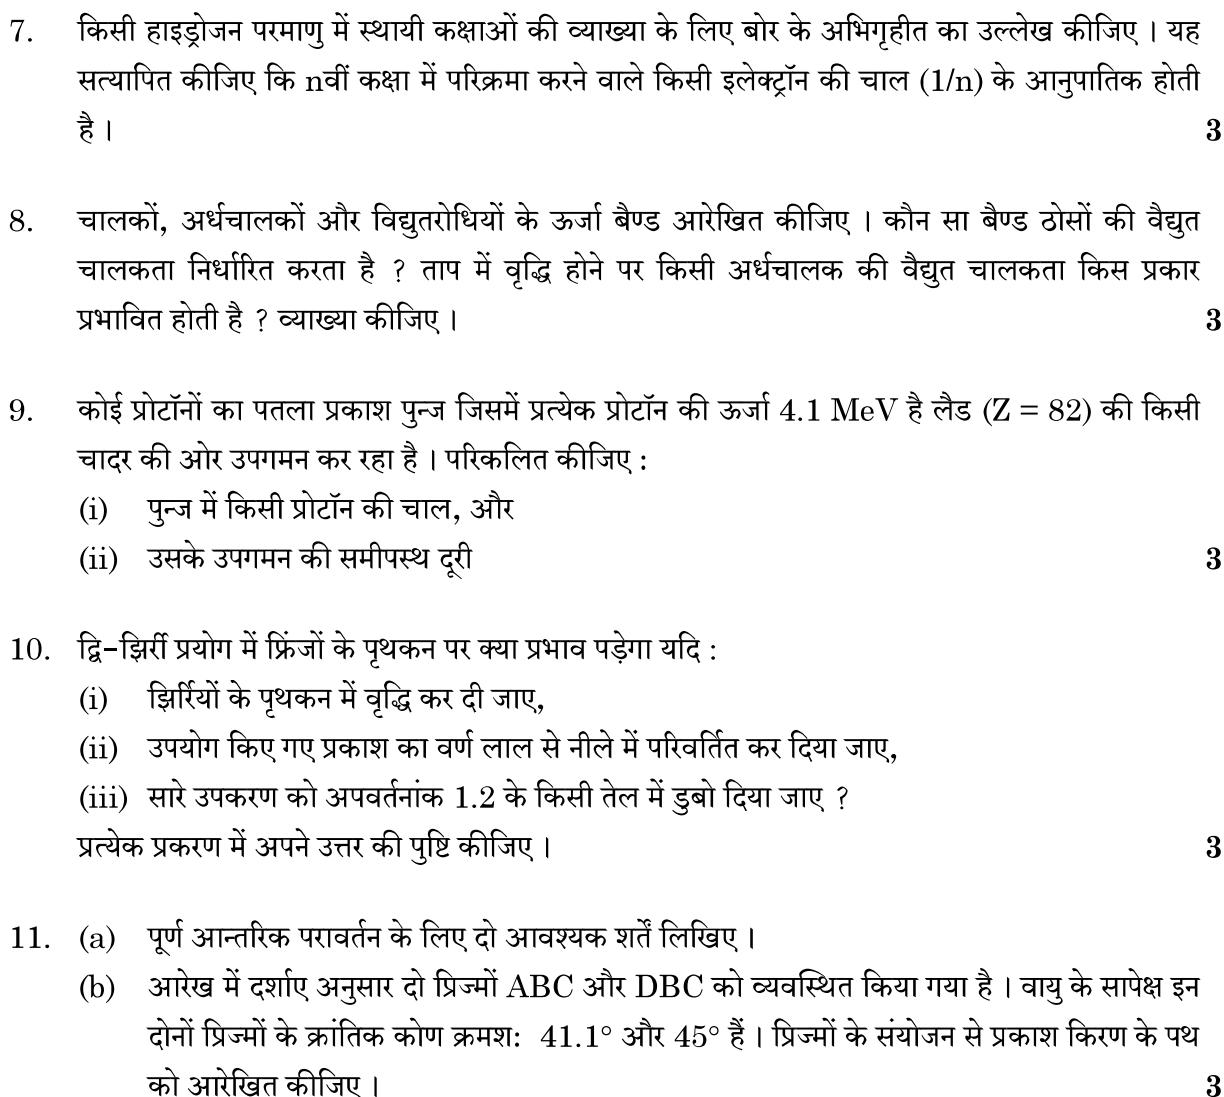 7. किसी हाइड्रोजन परमाणु में स्थायी कक्षाओं की व्याख्या के लिए बोर के अभिगृहीत का उल्लेख कीजिए । यह
सत्यापित कीजिए कि nवीं कक्षा में परिक्रमा करने वाले किसी इलेक्ट्रॉन की चाल (1/n) के आनुपातिक होती
है । 3
8. चालकों, अर्धचालकों और विद्युतरोधियों के ऊर्जा बैण्ड आरेखित कीजिए । कौन सा बैण्ड ठोसों की वैद्युत
चालकता निर्धारित करता है ? ताप में वृद्धि होने पर किसी अर्धचालक की वैद्युत चालकता किस प्रकार
प्रभावित होती है ? व्याख्या कीजिए । 3
9. कोई प्रोटॉनों का पतला प्रकाश पुन्ज जिसमें प्रत्येक प्रोटॉन की ऊर्जा 4.1 MeV है लैड (Z = 82) की किसी
चादर की ओर उपगमन कर रहा है । परिकलित कीजिए :
(i) पुन्ज में किसी प्रोटॉन की चाल, और
(ii) उसके उपगमन की समीपस्थ दूरी 3
10. द्वि-झिर्री प्रयोग में फ्रिंजों के पृथकन पर क्या प्रभाव पड़ेगा यदि :
(i) झिर्रियों के पृथकन में वृद्धि कर दी जाए,
(ii) उपयोग किए गए प्रकाश का वर्ण लाल से नीले में परिवर्तित कर दिया जाए,
(iii) सारे उपकरण को अपवर्तनांक 1.2 के किसी तेल में डुबो दिया जाए ?
प्रत्येक प्रकरण में अपने उत्तर की पुष्टि कीजिए । 3
11. (a) पूर्ण आन्तरिक परावर्तन के लिए दो आवश्यक शर्तें लिखिए ।
(b) आरेख में दर्शाए अनुसार दो प्रिज्मों ABC और DBC को व्यवस्थित किया गया है । वायु के सापेक्ष इन
दोनों प्रिज्मों के क्रांतिक कोण क्रमश: 41.1° और 45° हैं । प्रिज्मों के संयोजन से प्रकाश किरण के पथ
को आरेखित कीजिए । 3